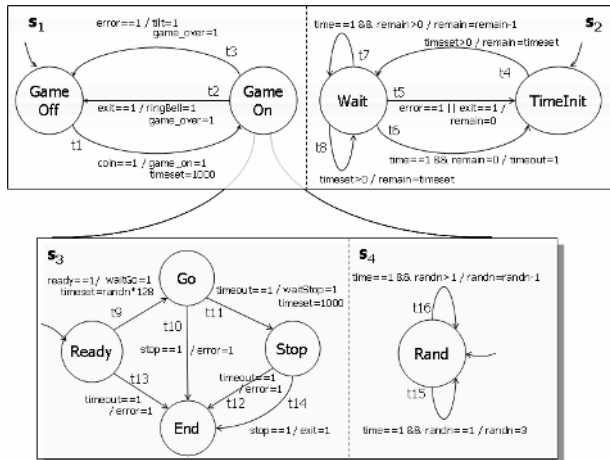 s1
error==1 / tilt=1
game_over=1
t3
Game
Off
t2
Game
On
exit==1 / ringBell=1
game_over=1
t1
coin==1 / game_on=1
timeset=1000
time==1 && remain>0 / remain=remain-1
s2
timeset>0 / remain=timeset
t7
t4
Wait
t5
TimeInit
error==1 || exit==1 /
remain=0
t6
t8
time==1 && remain=0 / timeout=1
timeset>0 / remain=timeset
s3
ready==1/ waitGo=1
timeset=randn*128
Go
timeout==1 / waitStop=1
timeset=1000
t9
t10
t11
Ready
stop==1 / error=1
Stop
t13
timeout==1
/ error=1
timeout==1
/ error=1
t12
t14
End
stop==1 / exit=1
s4
time==1 && randn>1 / randn=randn-1
t16
Rand
t15
time==1 && randn==1 / randn=3